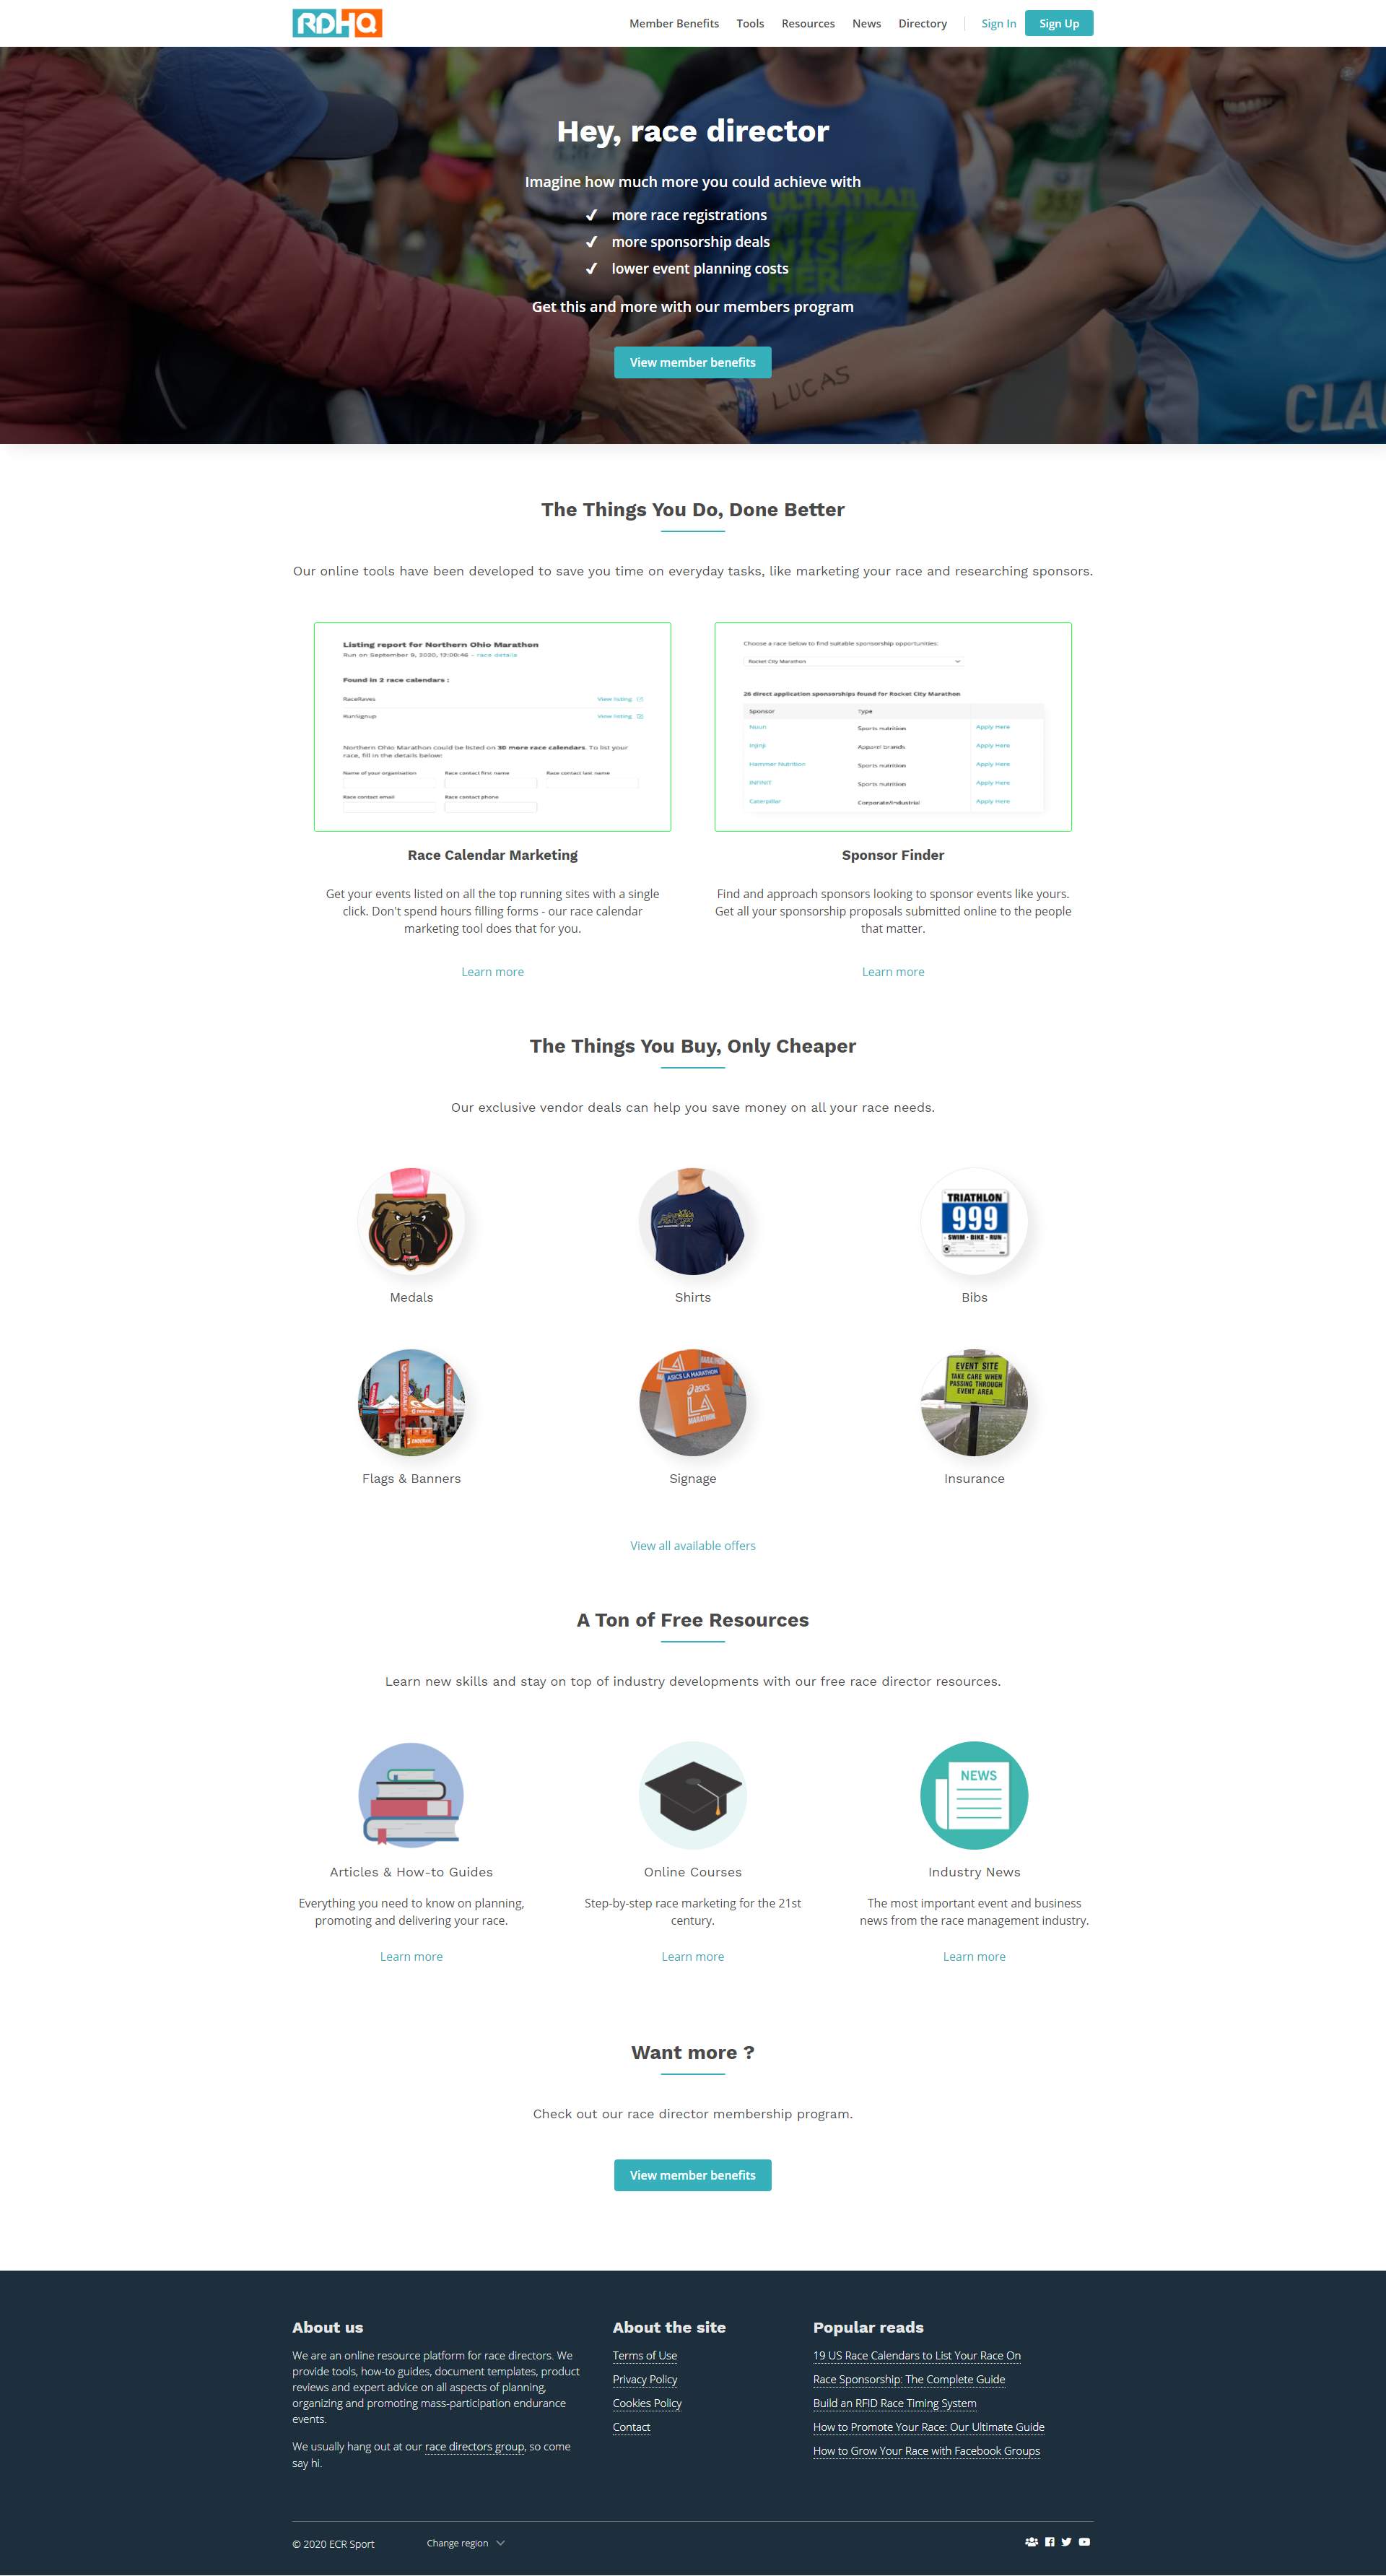 RDHQ
Member Benefits
Tools
Resources
News
Directory
Sign In
Sign Up
Hey, race director
Imagine how much more you could achieve with
more race registrations
more sponsorship deals
lower event planning costs
Get this and more with our members program
View member benefits
LUCAS
The Things You Do, Done Better
Our online tools have been developed to save you time on everyday tasks, like marketing your race and researching sponsors.
Listing report for Northern Ohio Marathon
Run on September 9, 2020, 12:00:46 - race details
Found in 2 race calendars :
RaceRaves
View listing
RunSignup
View listing
Northern Ohio Marathon could be listed on 30 more race calendars. To list your
race, fill in the details below:
Name of your organisation
Race contact first name
Race contact last name
Race contact email
Race contact phone
Choose a race below to find suitable sponsorship opportunities:
Rocket City Marathon
28 direct application sponsorships found for Rocket City Marathon
Sponsor
Type
Nuun
Sports nutrition
Apply Here
Injinji
Apparel brands
Apply Here
Hammer Nutrition
Sports nutrition
Apply Here
INFINIT
Sports nutrition
Apply Here
Caterpillar
Corporate/Industrial
Apply Here
Race Calendar Marketing
Get your events listed on all the top running sites with a single
click. Don't spend hours filling forms - our race calendar
marketing tool does that for you.
Learn more
Sponsor Finder
Find and approach sponsors looking to sponsor events like yours.
Get all your sponsorship proposals submitted online to the people
that matter.
Learn more
The Things You Buy, Only Cheaper
Our exclusive vendor deals can help you save money on all your race needs.
TRIATHLON
999
SWIM - BIKE - RUN
Medals
Shirts
Bibs
ASICS LA MARATHON
asics
LA
MARATHON
EVENT SITE
TAKE CARE WHEN
PASSING THROUGH
EVENT AREA
Flags & Banners
Signage
Insurance
View all available offers
A Ton of Free Resources
Learn new skills and stay on top of industry developments with our free race director resources.
NEWS
Articles & How-to Guides
Everything you need to know on planning,
promoting and delivering your race.
Learn more
Online Courses
Step-by-step race marketing for the 21st
century.
Learn more
Industry News
The most important event and business
news from the race management industry.
Learn more
Want more ?
Check out our race director membership program.
View member benefits
About us
We are an online resource platform for race directors. We
provide tools, how-to guides, document templates, product
reviews and expert advice on all aspects of planning,
organizing and promoting mass-participation endurance
events.
We usually hang out at our race directors group, so come
say hi.
About the site
Terms of Use
Privacy Policy
Cookies Policy
Contact
Popular reads
19 US Race Calendars to List Your Race On
Race Sponsorship: The Complete Guide
Build an RFID Race Timing System
How to Promote Your Race: Our Ultimate Guide
How to Grow Your Race with Facebook Groups
© 2020 ECR Sport
Change region